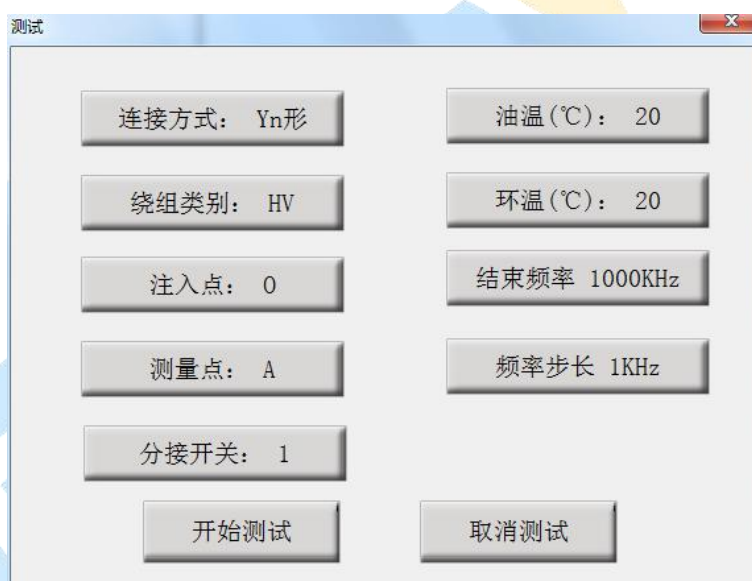 测试
连接方式： Yn形
油温(℃)： 20
绕组类别： HV
环温(℃)： 20
注入点： O
结束频率 1000KHz
测量点： A
频率步长 1KHz
分接开关： 1
开始测试
取消测试